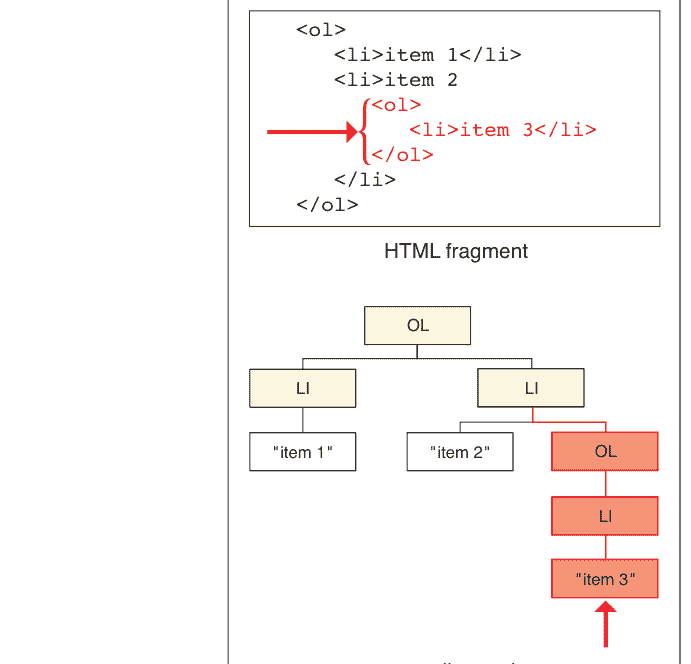 <ol>
<li>item 1</li>
<li>item 2
<ol>
<li>item 3</li>
</ol>
</li>
</ol>
HTML fragment
OL
LI LI
"item 1" "item 2" OL
LI
"item 3"